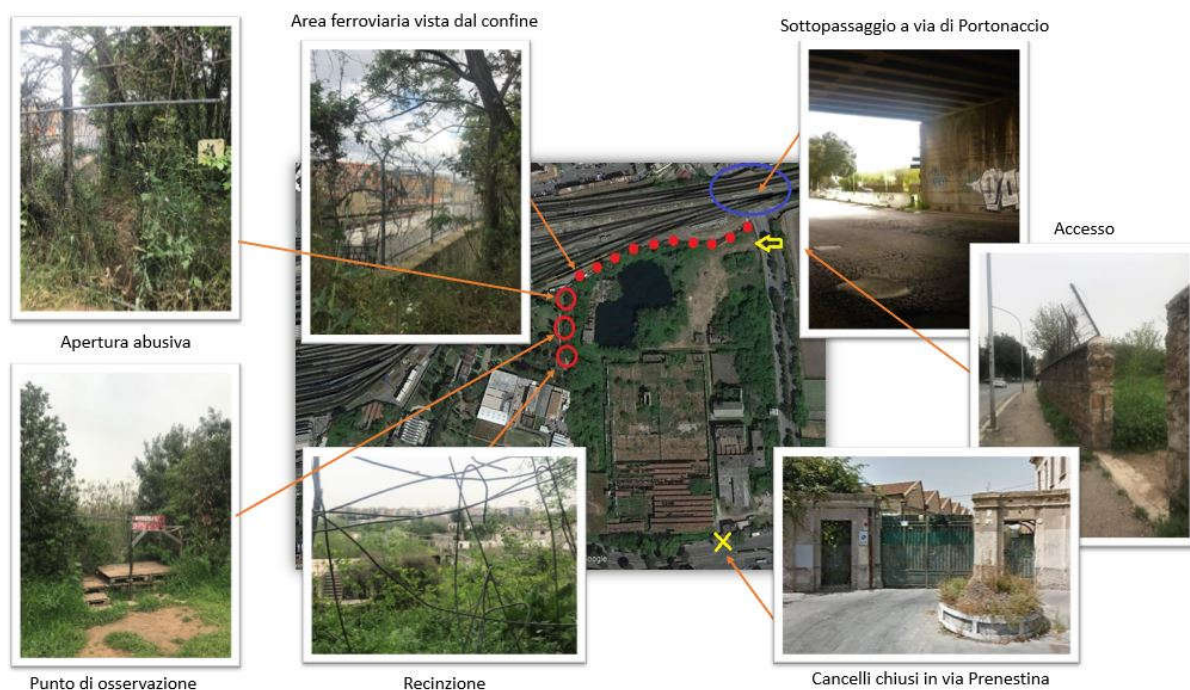 Area ferroviaria vista dal confine
Sottopassaggio a via di Portonaccio
Accesso
Apertura abusiva
Punto di osservazione
Recinzione
Cancelli chiusi in via Prenestina